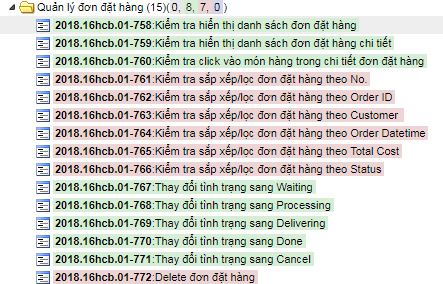 Quản lý đơn đặt hàng (15)(0, 8, 7, 0)
2018.16hcb.01-758:Kiểm tra hiển thị danh sách đơn đặt hàng
2018.16hcb.01-759:Kiểm tra hiển thị danh sách đơn đặt hàng chi tiết
2018.16hcb.01-760:Kiểm tra click vào món hàng trong chi tiết đơn đặt hàng
2018.16hcb.01-761:Kiểm tra sắp xếp/lọc đơn đặt hàng theo No.
2018.16hcb.01-762:Kiểm tra sắp xếp/lọc đơn đặt hàng theo Order ID
2018.16hcb.01-763:Kiểm tra sắp xếp/lọc đơn đặt hàng theo Customer
2018.16hcb.01-764:Kiểm tra sắp xếp/lọc đơn đặt hàng theo Order Datetime
2018.16hcb.01-765:Kiểm tra sắp xếp/lọc đơn đặt hàng theo Total Cost
2018.16hcb.01-766:Kiểm tra sắp xếp/lọc đơn đặt hàng theo Status
2018.16hcb.01-767:Thay đổi tình trạng sang Waiting
2018.16hcb.01-768:Thay đổi tình trạng sang Processing
2018.16hcb.01-769:Thay đổi tình trạng sang Delivering
2018.16hcb.01-770:Thay đổi tình trạng sang Done
2018.16hcb.01-771:Thay đổi tình trạng sang Cancel
2018.16hcb.01-772:Delete đơn đặt hàng